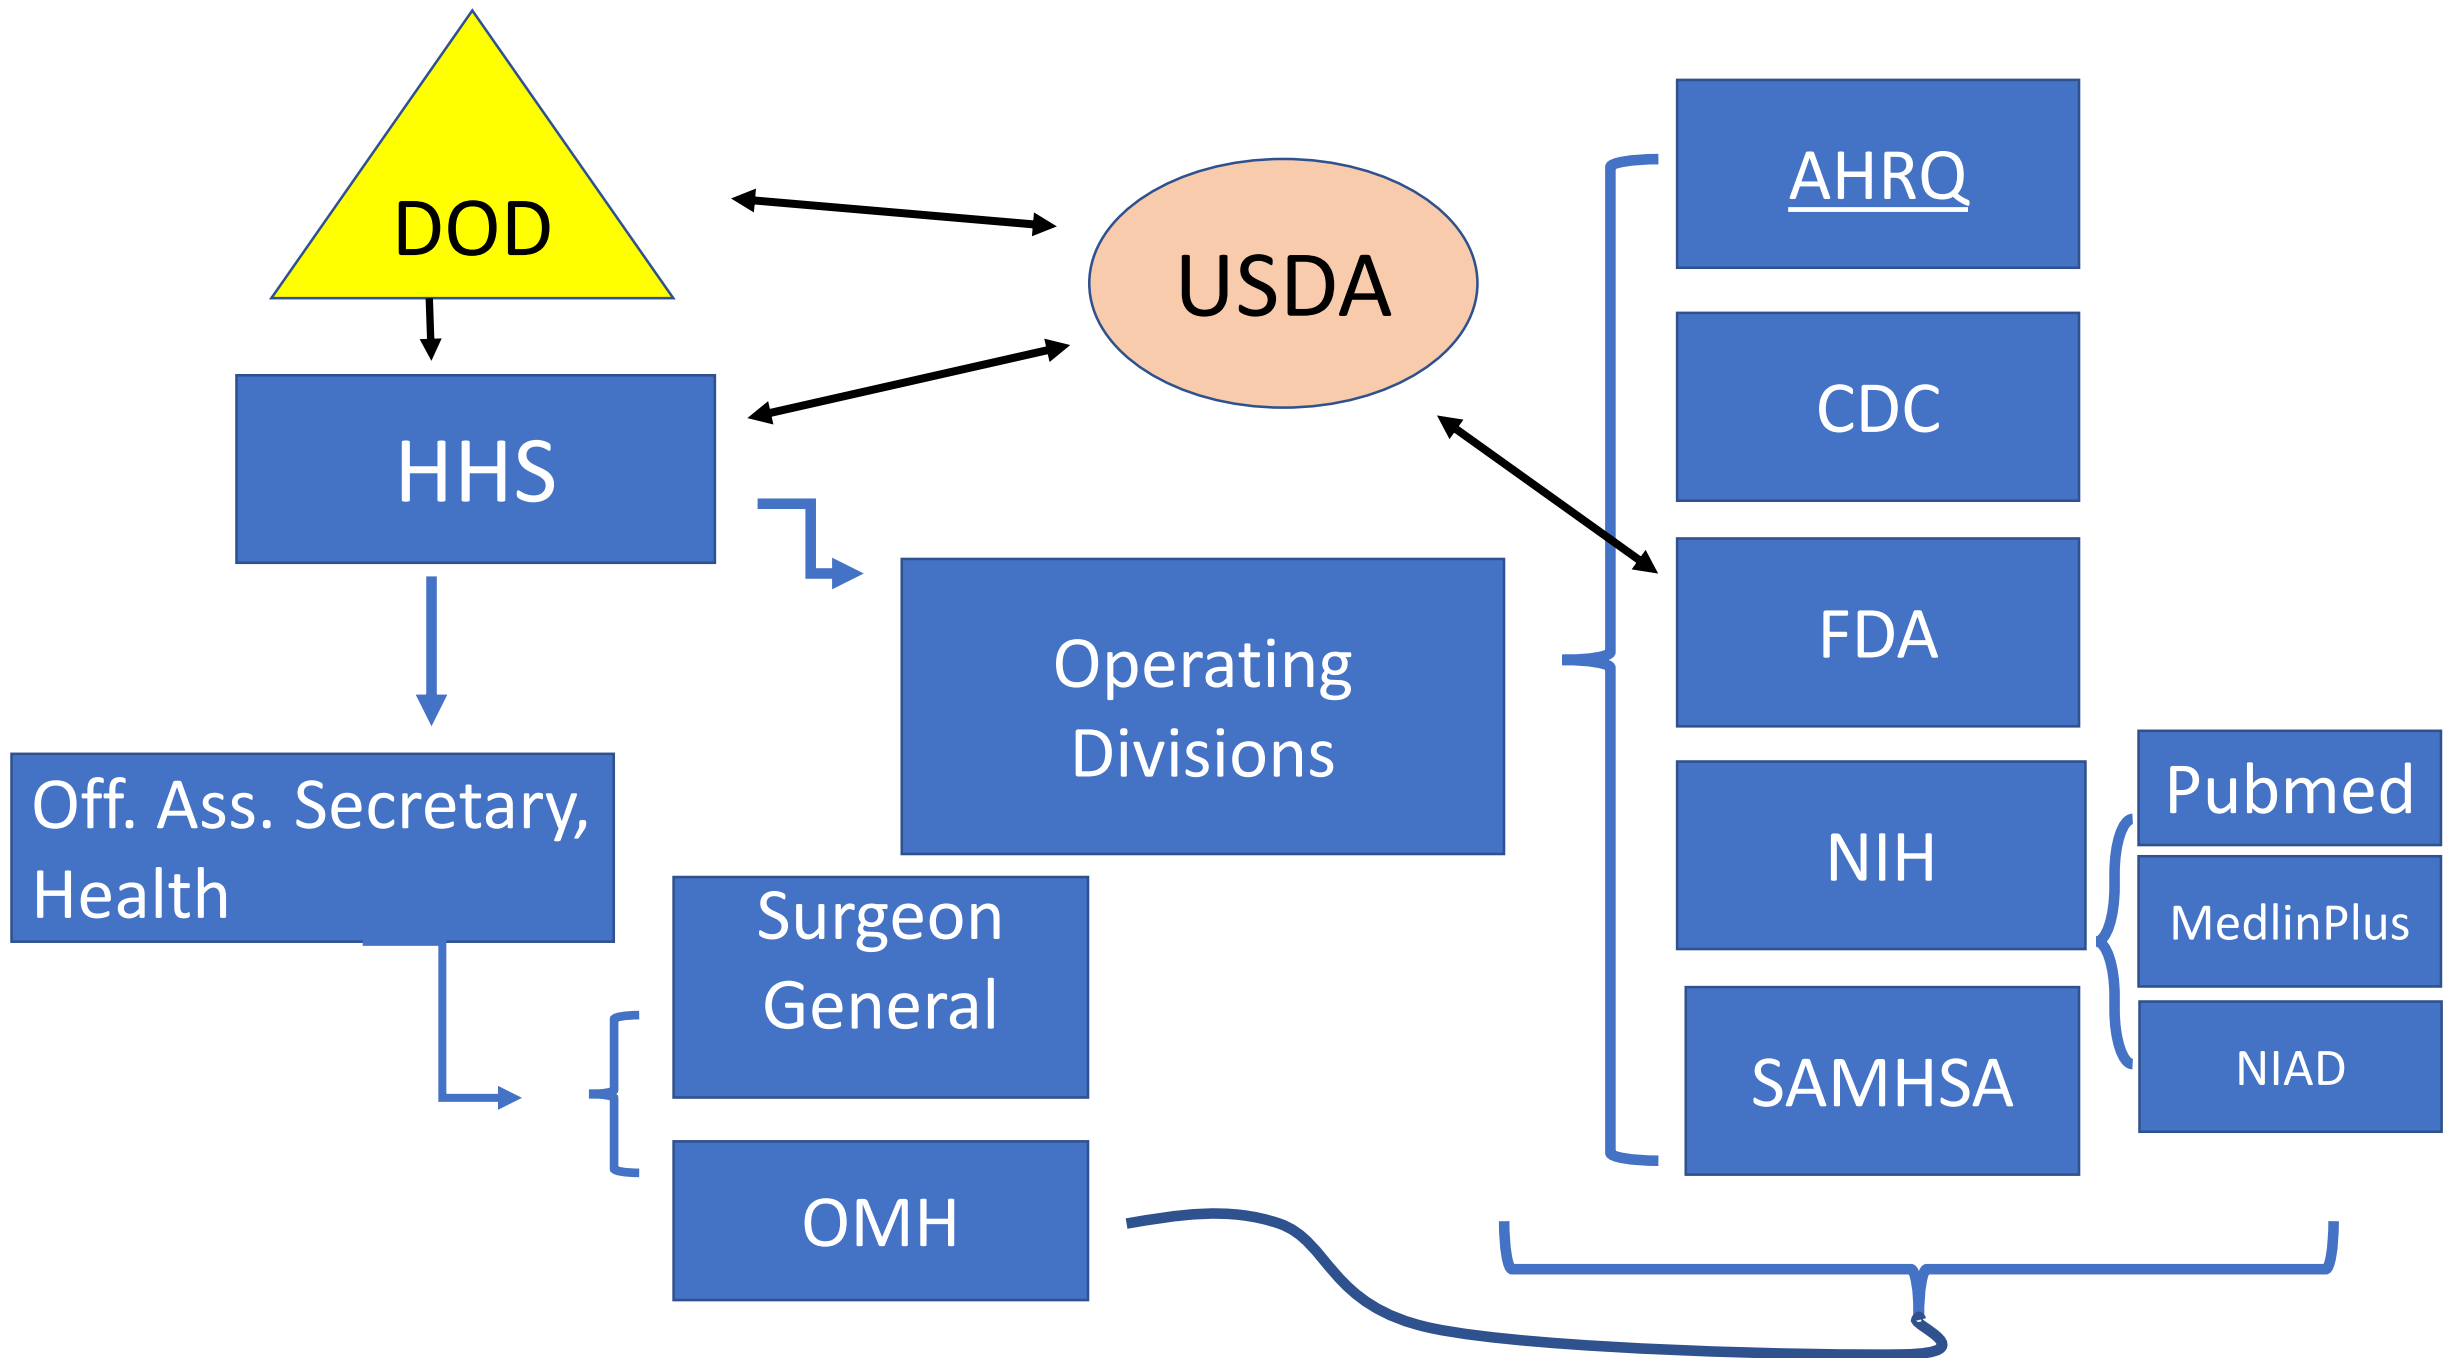 DOD
USDA
AHRQ
CDC
HHS
FDA
Operating
Divisions
Off. Ass. Secretary,
Health
Pubmed
NIH
MedlinPlus
Surgeon
General
SAMHSA
NIAD
OMH